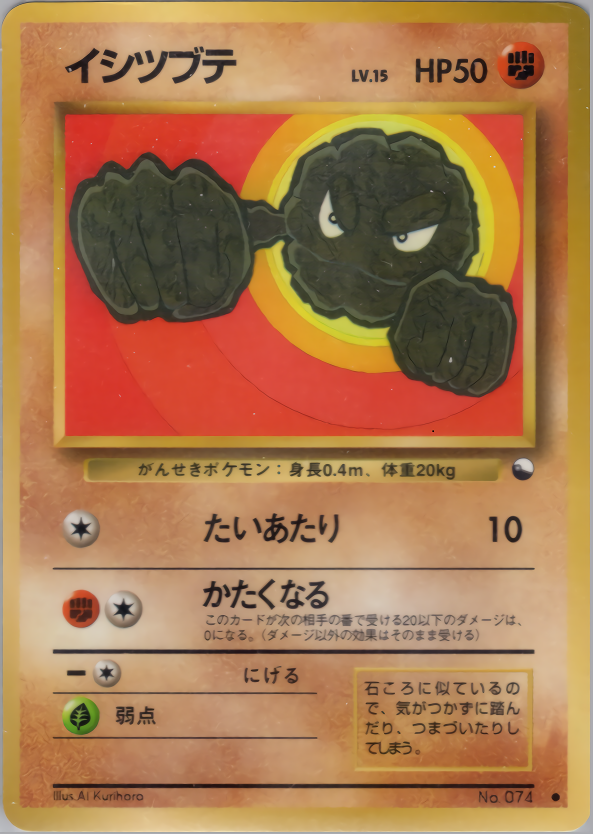 イシツブテ LV.15 HP50
がんせきポケモン：身長0.4m、体重20kg
たいあたり 10
かたくなる
このカードが次の相手の番で受ける20以下のダメージは、
0になる。（ダメージ以外の効果はそのまま受ける）
にげる
弱点
石ころに似ているの
で、気がつかずに踏ん
だり、つまづいたりし
てしまう。
Illus.AI Kurihara
No. 074